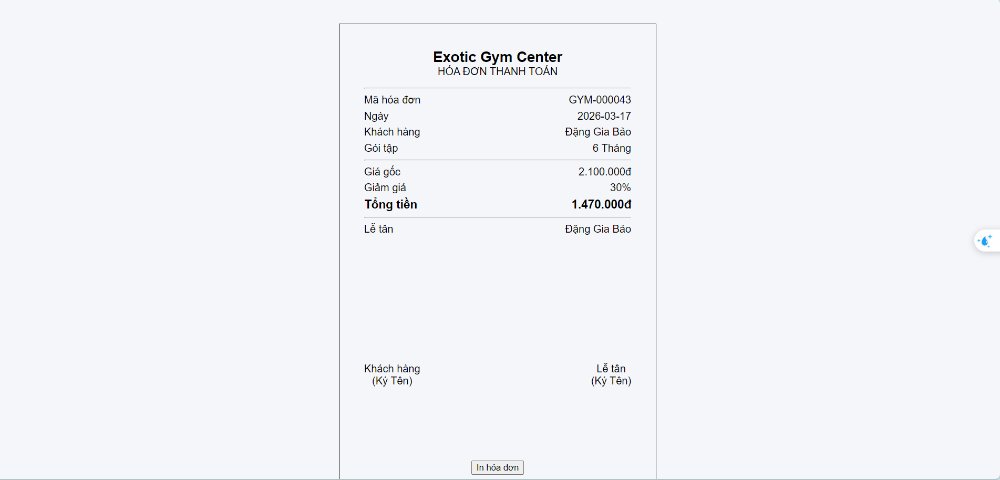 Exotic Gym Center
HÓA ĐƠN THANH TOÁN
Mã hóa đơn GYM-000043
Ngày 2026-03-17
Khách hàng Đặng Gia Bảo
Gói tập 6 Tháng
Giá gốc 2.100.000đ
Giảm giá 30%
Tổng tiền 1.470.000đ
Lễ tân Đặng Gia Bảo
Khách hàng Lễ tân
(Ký Tên) (Ký Tên)
In hóa đơn